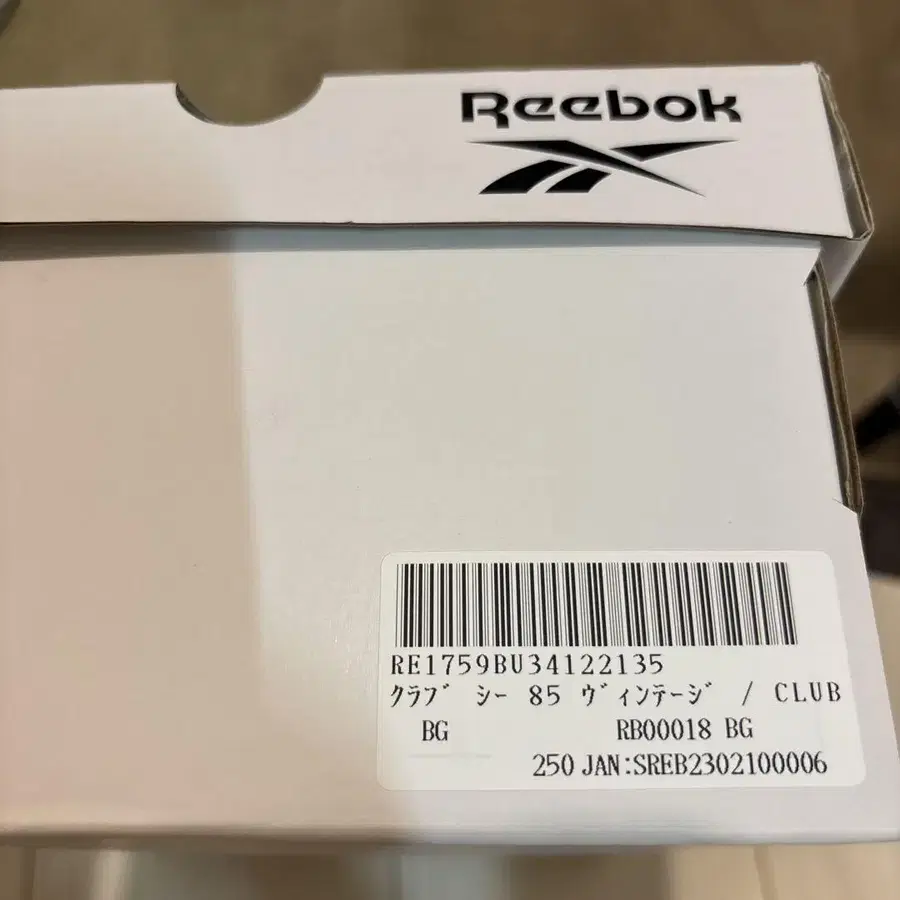 Reebok
RE1759BU34122135
ｸﾗﾌﾞ ｼｰ 85 ｳﾞｨﾝﾃｰｼﾞ / CLUB
BG RB00018 BG
250 JAN:SREB2302100006